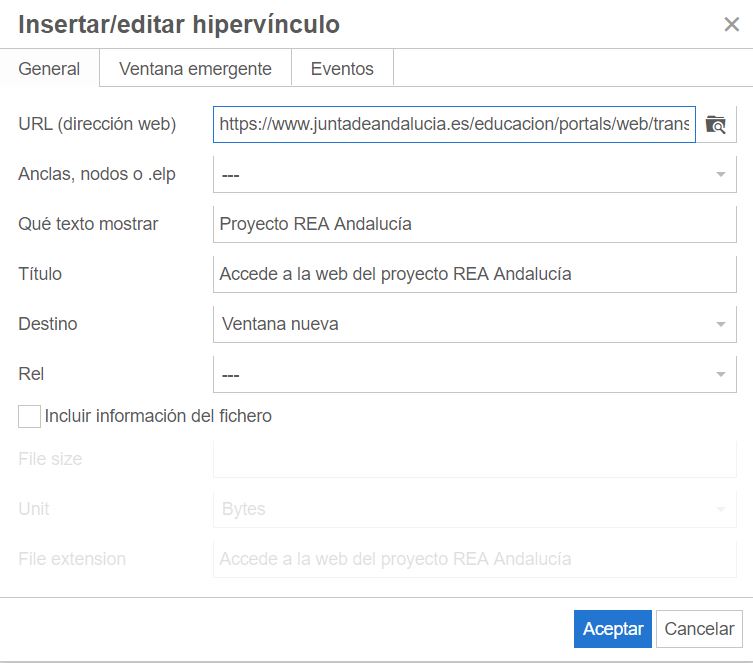 Insertar/editar hipervínculo
General Ventana emergente Eventos
URL (dirección web) https://www.juntadeandalucia.es/educacion/portals/web/trans
Anclas, nodos o .elp ---
Qué texto mostrar Proyecto REA Andalucía
Título Accede a la web del proyecto REA Andalucía
Destino Ventana nueva
Rel ---
Incluir información del fichero
File size
Unit Bytes
File extension Accede a la web del proyecto REA Andalucía
Aceptar Cancelar